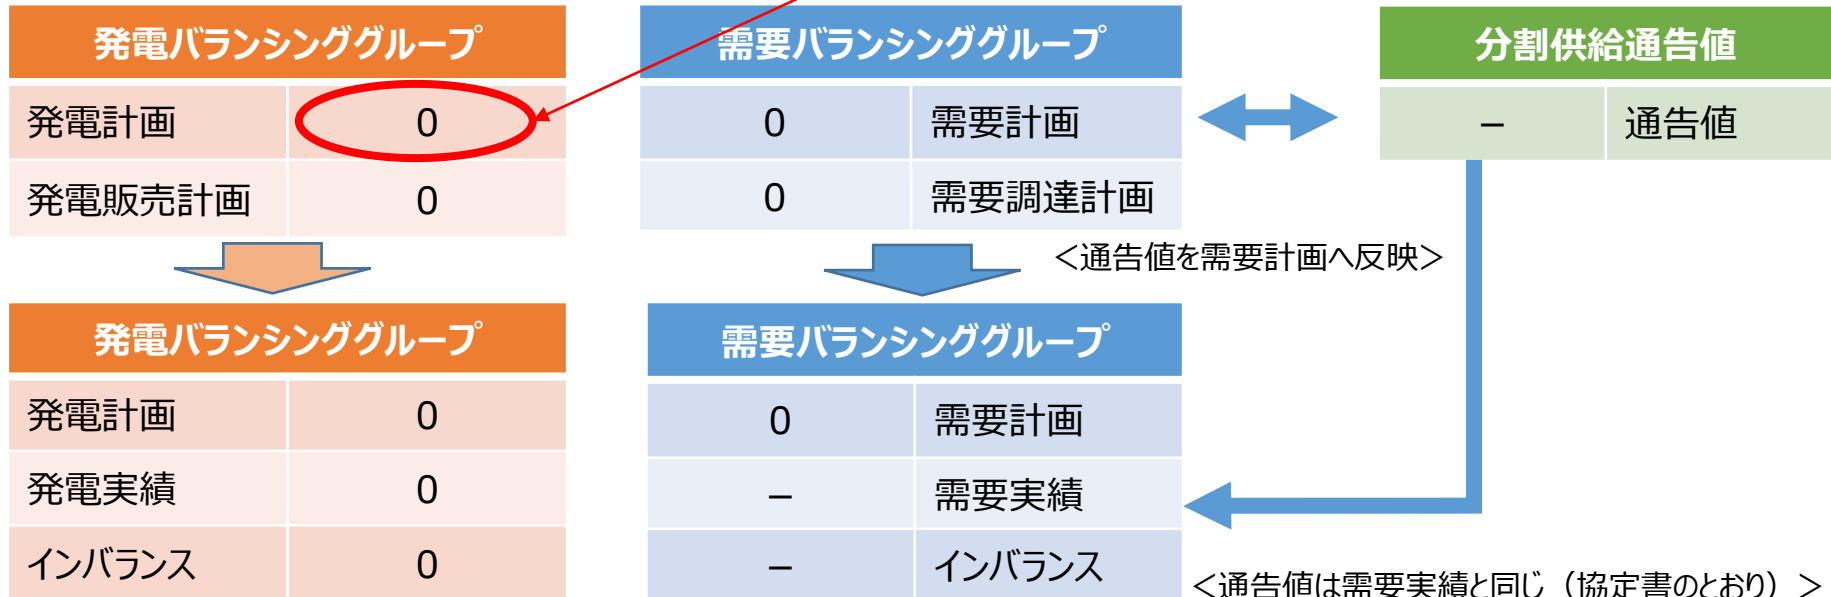 発電バランシンググループ
発電計画 0
発電販売計画 0
需要バランシンググループ
0 需要計画
0 需要調達計画
分割供給通告値
– 通告値
＜通告値を需要計画へ反映＞
発電バランシンググループ
発電計画 0
発電実績 0
インバランス 0
需要バランシンググループ
0 需要計画
– 需要実績
– インバランス
＜通告値は需要実績と同じ（協定書のとおり）＞